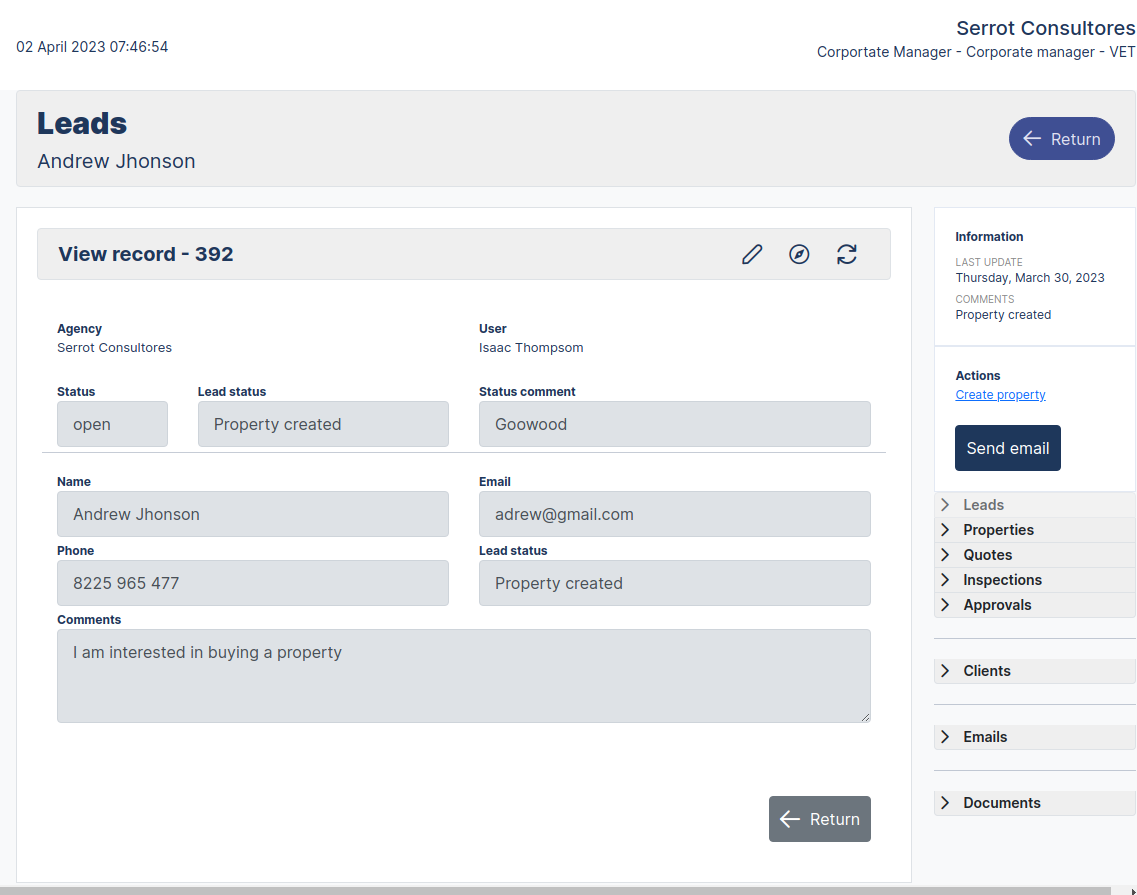 Serrot Consultores
02 April 2023 07:46:54
Corportate Manager - Corporate manager - VET
Leads
Andrew Jhonson
Return
View record - 392
Agency
Serrot Consultores
User
Isaac Thompsom
Status
open
Lead status
Property created
Status comment
Goowood
Name
Andrew Jhonson
Email
adrew@gmail.com
Phone
8225 965 477
Lead status
Property created
Comments
I am interested in buying a property
Return
Information
LAST UPDATE
Thursday, March 30, 2023
COMMENTS
Property created
Actions
Create property
Send email
Leads
Properties
Quotes
Inspections
Approvals
Clients
Emails
Documents